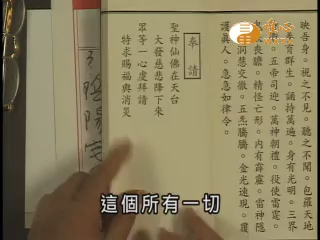 映吾身。視之不見。聽之不聞。包羅天地
養育群生。誦持萬遍。身有光明。三界
五帝司迎。萬神朝禮。役使雷霆。
喪膽。精怪亡形。內有霹靂。雷神隱
洞慧交徹。五炁騰騰。金光速現。覆
護真人。急急如律令。
奉請
聖神仙佛在天台
大發慈悲降下來
眾等一心虔拜請
特求賜福與消災
陰陽
這個所有一切